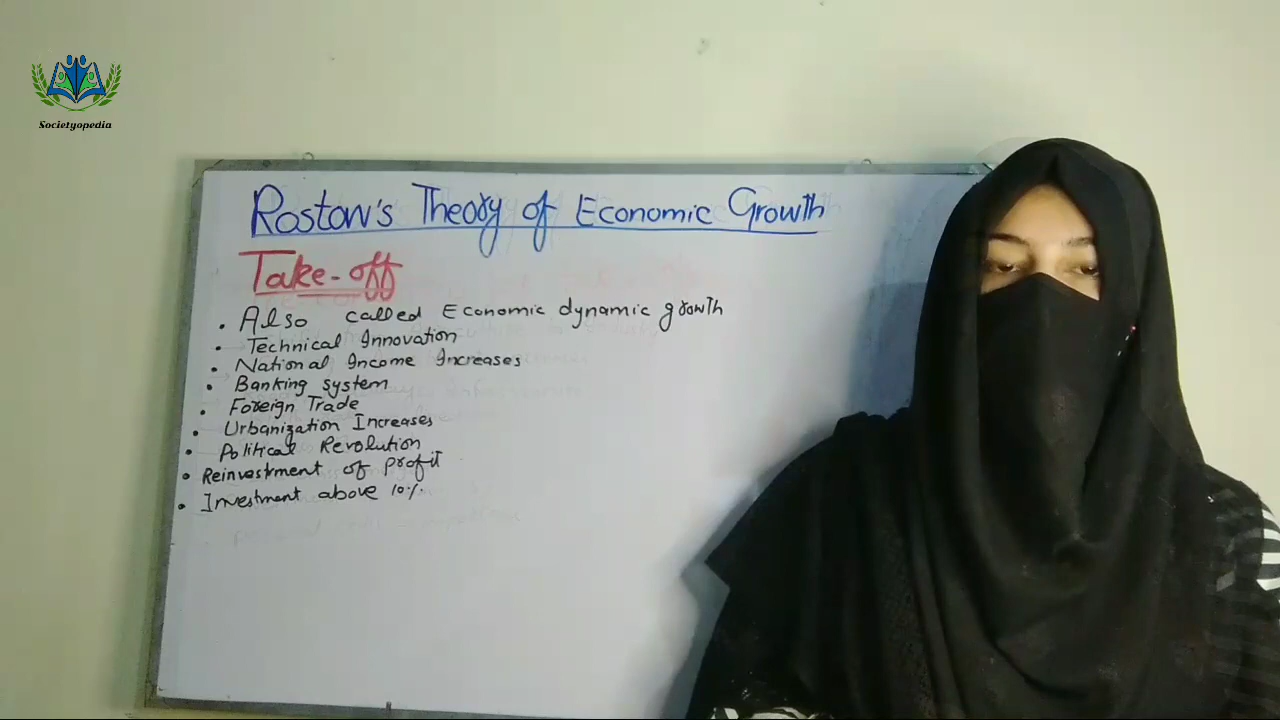 Societyopedia
Rostow's Theory of Economic Growth
Take-off
• Also called Economic dynamic growth
• Technical Innovation
• National Income Increases
• Banking system
• Foreign Trade
• Urbanization Increases
• Political Revolution
• Reinvestment of profit
• Investment above 10%